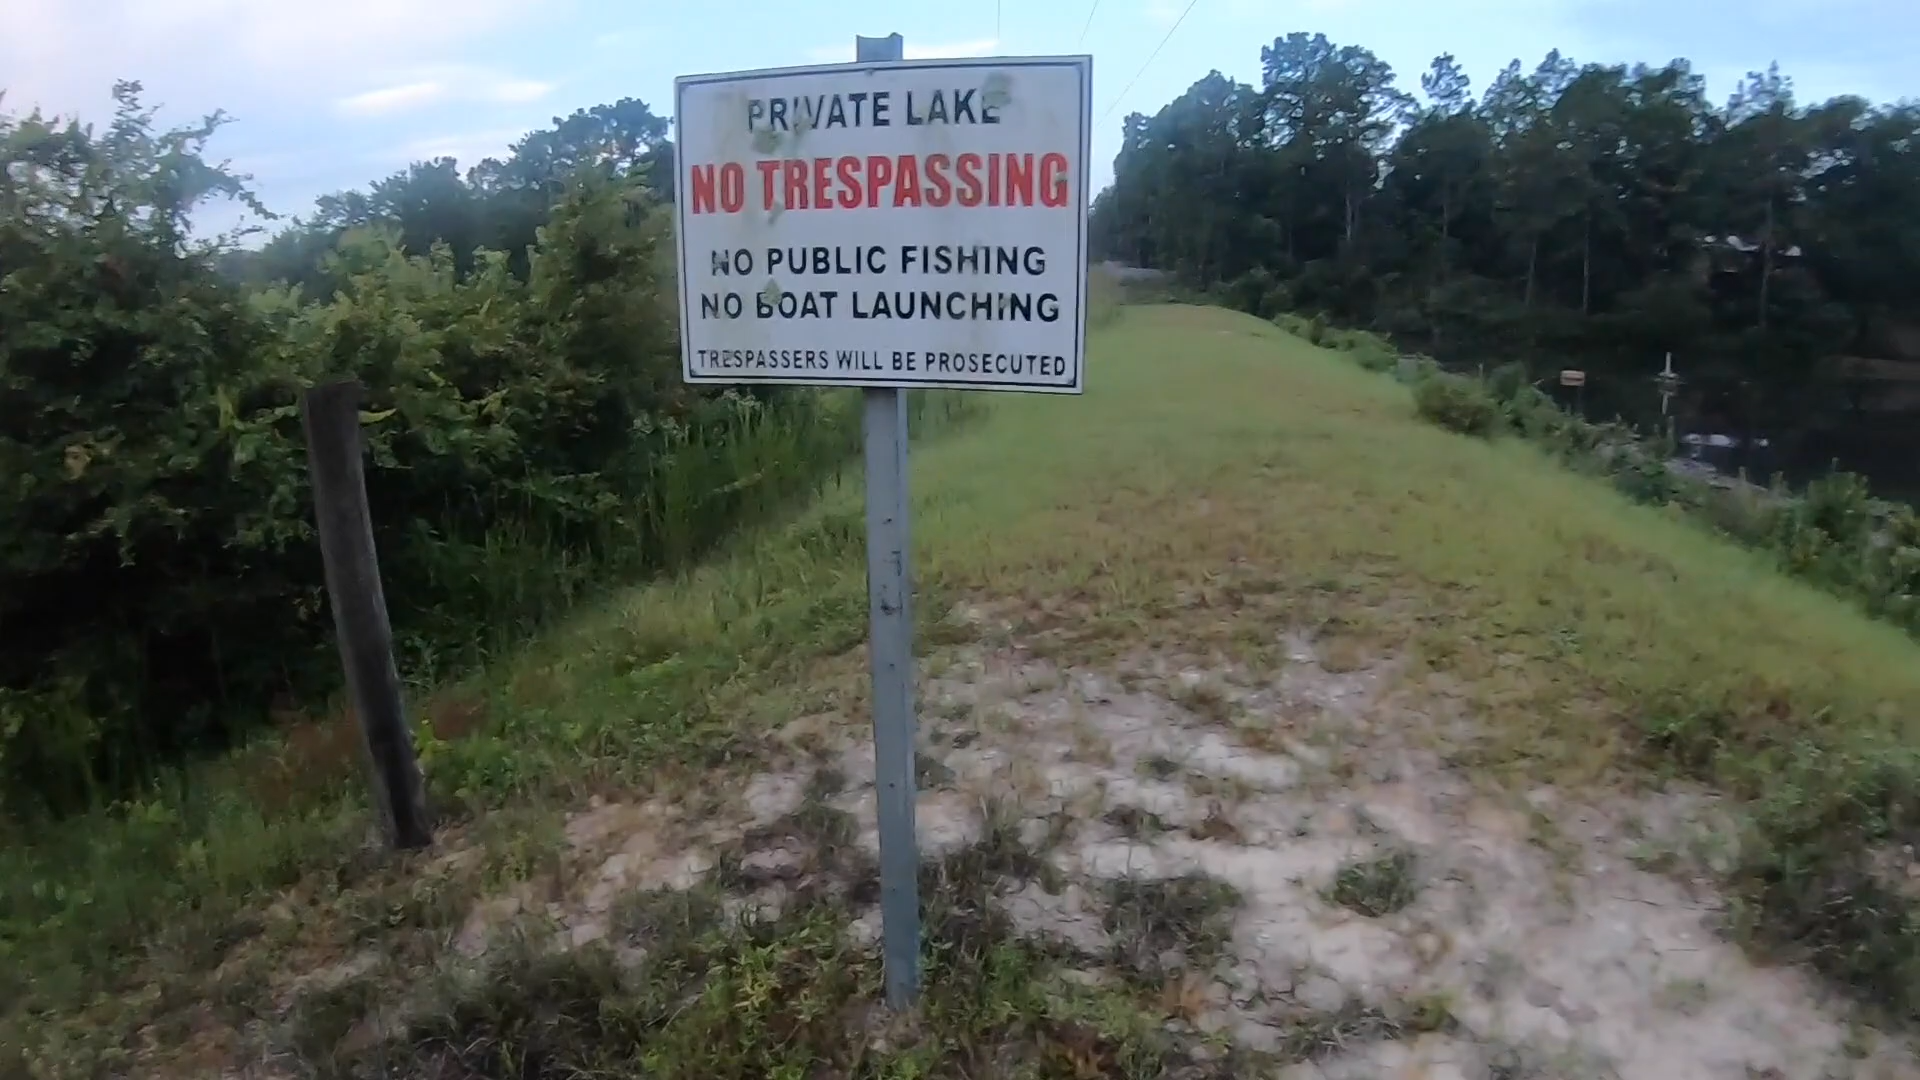 PRIVATE LAKE
NO TRESPASSING
NO PUBLIC FISHING
NO BOAT LAUNCHING
TRESPASSERS WILL BE PROSECUTED